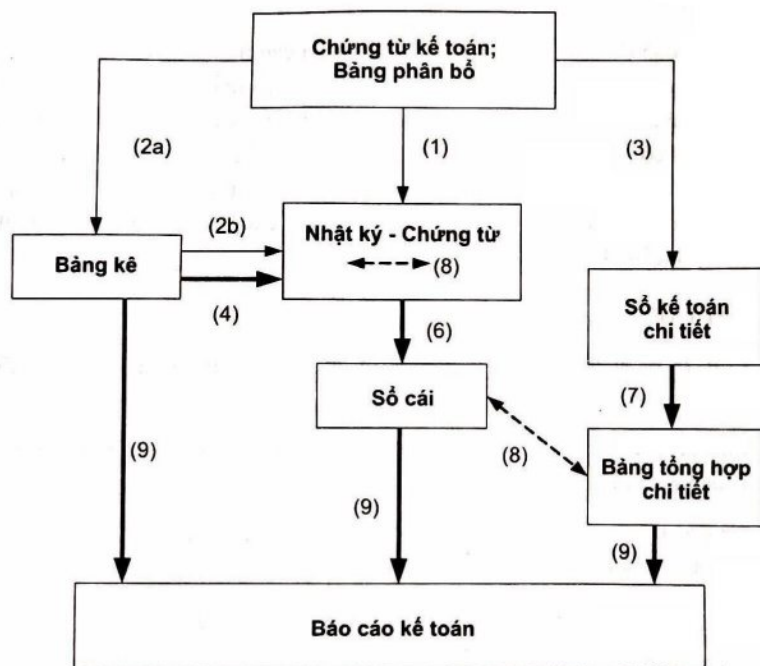 Chứng từ kế toán;
Bảng phân bổ
(2a)
(1)
(3)
Bảng kê
(2b)
Nhật ký - Chứng từ
(8)
(4)
(6)
Sổ kế toán
chi tiết
Sổ cái
(7)
(9)
(8)
Bảng tổng hợp
chi tiết
(9)
(9)
Báo cáo kế toán